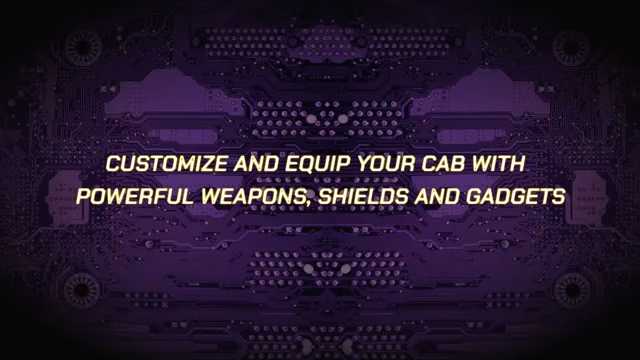 CUSTOMIZE AND EQUIP YOUR CAB WITH
POWERFUL WEAPONS, SHIELDS AND GADGETS